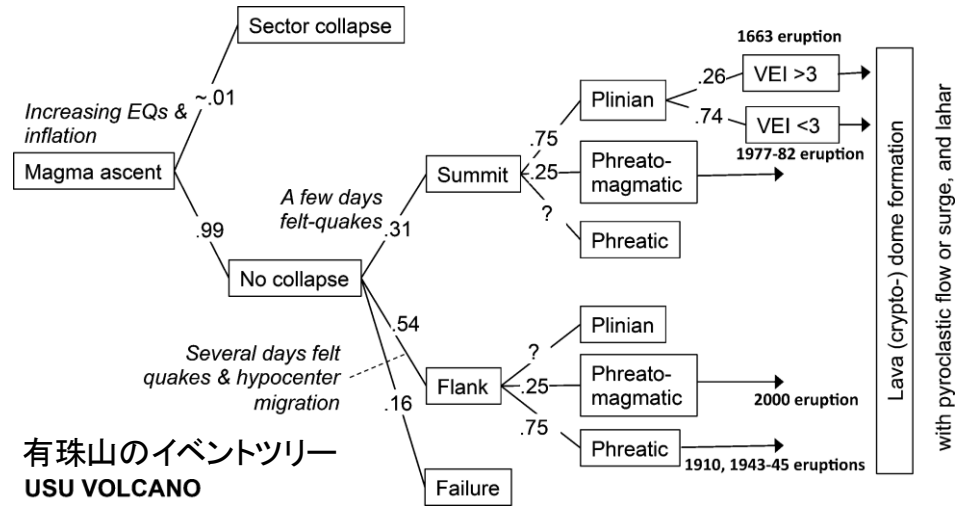 Sector collapse
1663 eruption
VEI >3
.26
Plinian
.74
VEI <3
1977-82 eruption
~.01
Increasing EQs &
inflation
Magma ascent
.75
Summit
.25
Phreato-
magmatic
?
Phreatic
A few days
felt-quakes
.31
.99
No collapse
.54
Several days felt
quakes & hypocenter
migration
.16
Flank
?
Plinian
.25
Phreato-
magmatic
2000 eruption
.75
Phreatic
1910, 1943-45 eruptions
Failure
Lava (crypto-) dome formation
with pyroclastic flow or surge, and lahar
有珠山のイベントツリー
USU VOLCANO